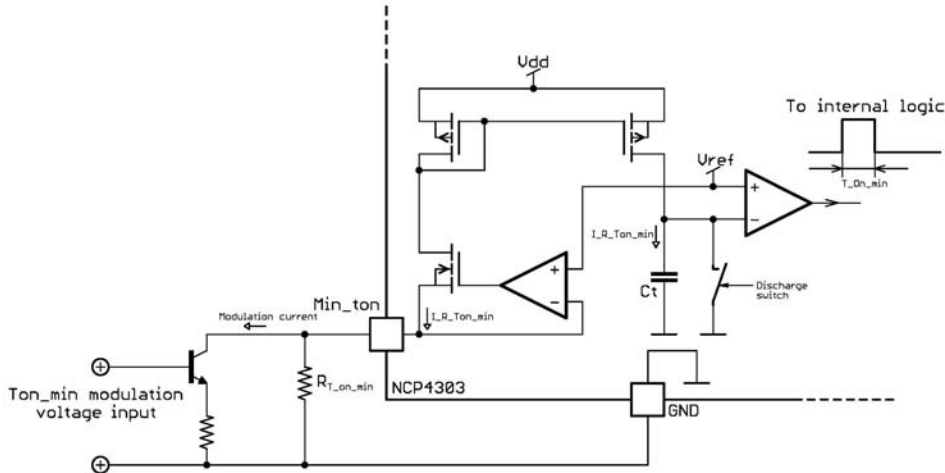 Vdd
To internal logic
T_On_min
Vref
+
−
I_R_Ton_min
+
−
Ct
Discharge
switch
Min_ton
I_R_Ton_min
Modulation current
RT_on_min
NCP4303
GND
Ton_min modulation
voltage input